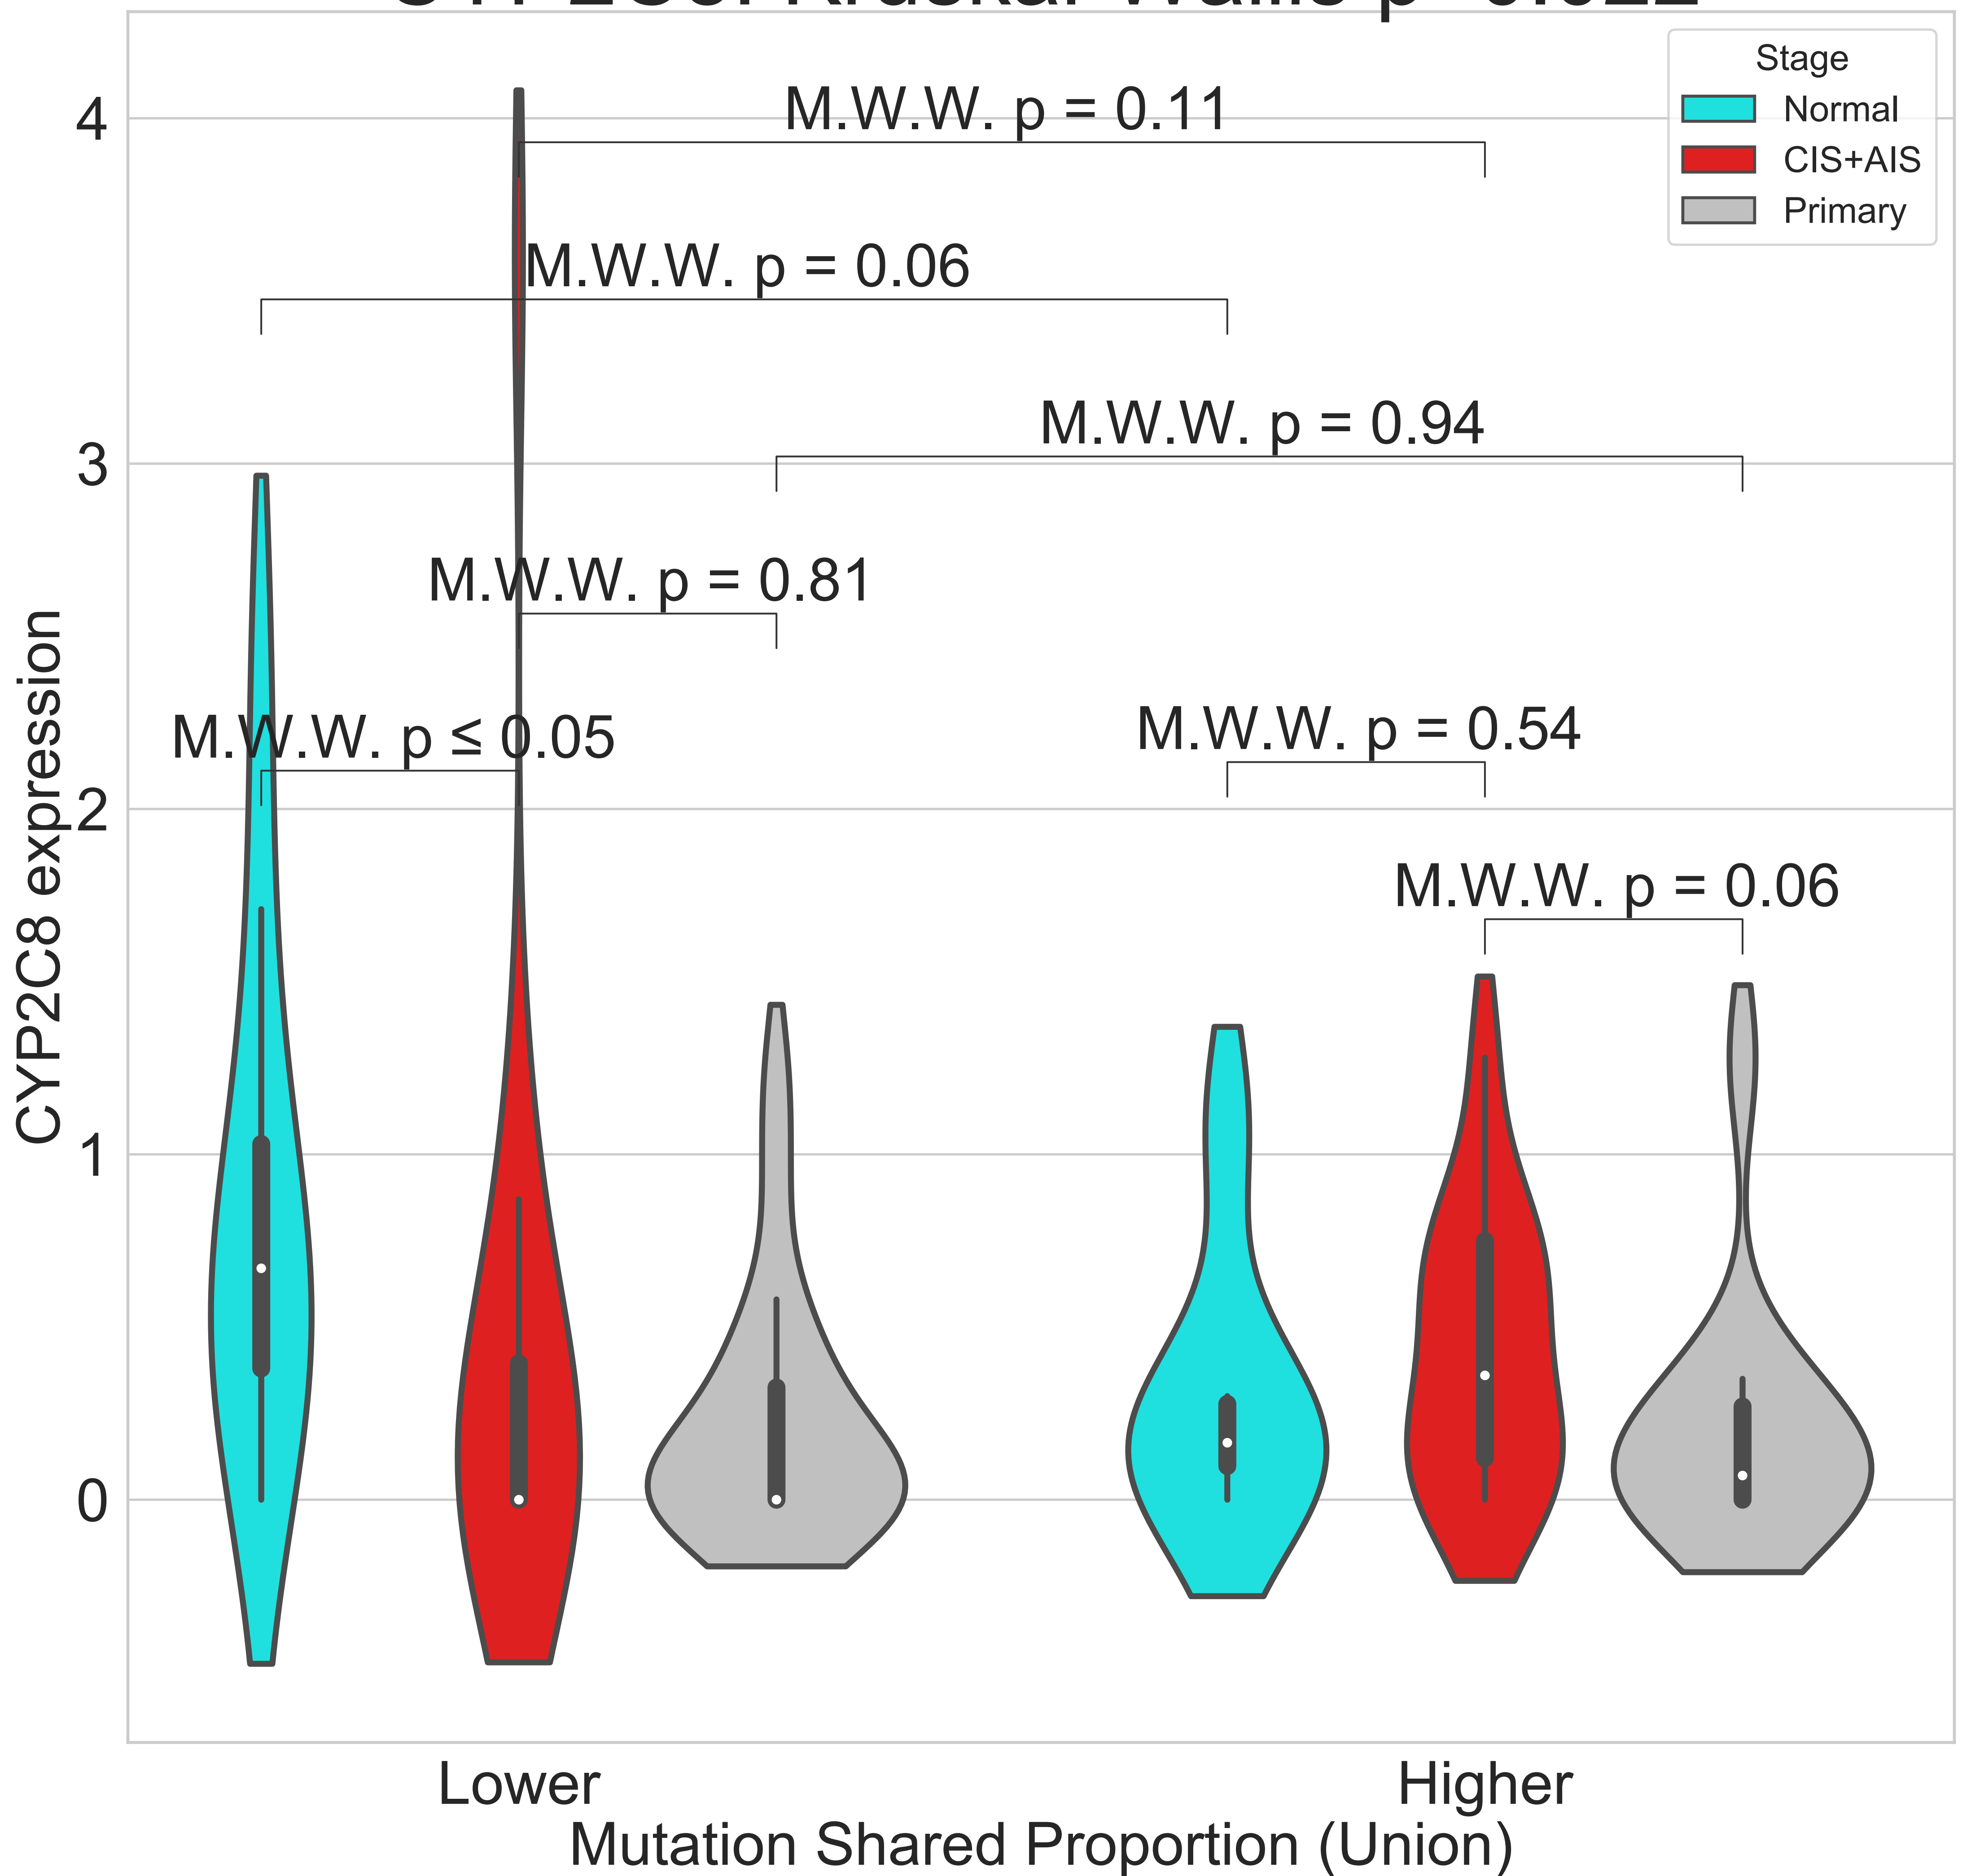 Stage
Normal
CIS+AIS
Primary
M.W.W. p = 0.11
M.W.W. p = 0.06
M.W.W. p = 0.94
M.W.W. p = 0.81
M.W.W. p ≤ 0.05
M.W.W. p = 0.54
M.W.W. p = 0.06
4
3
2
1
0
CYP2C8 expression
Lower
Higher
Mutation Shared Proportion (Union)